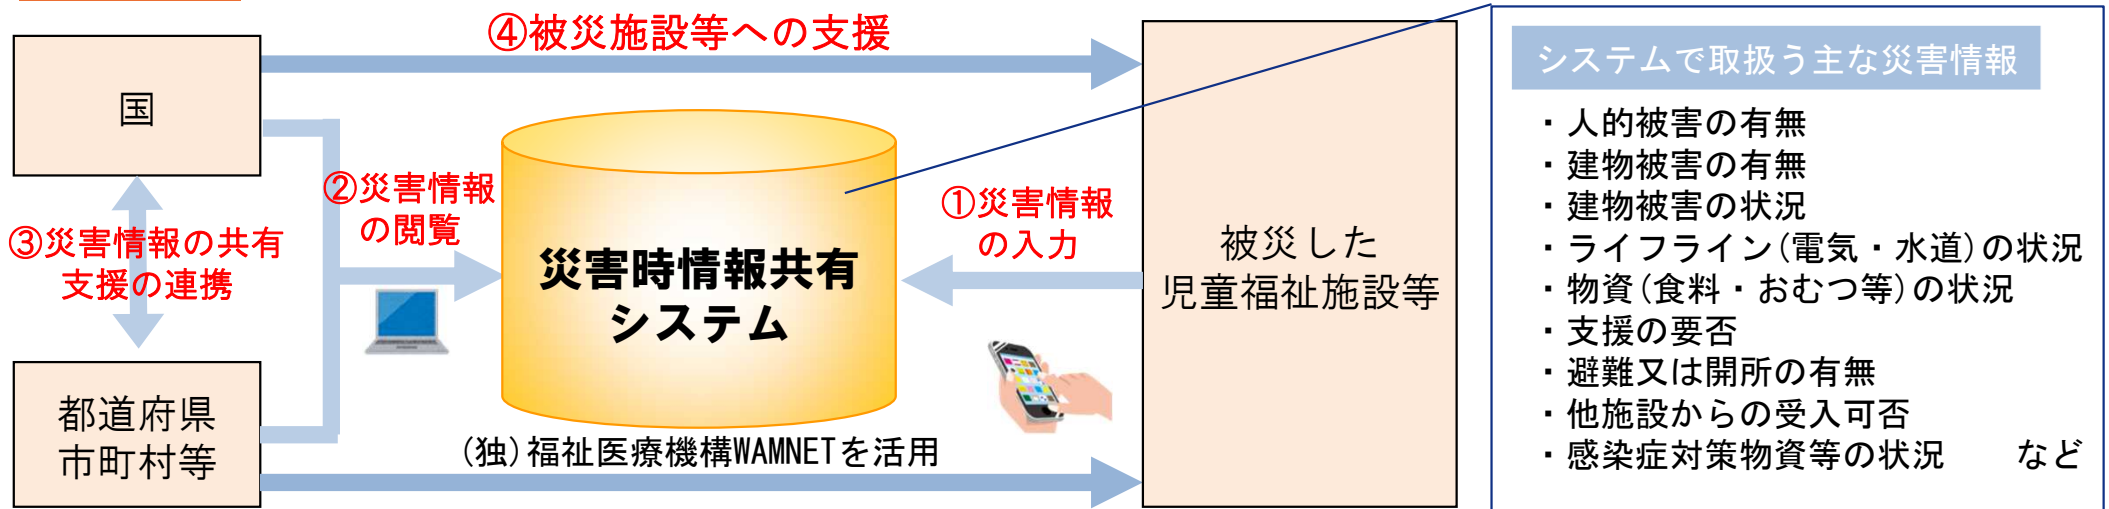 ④被災施設等への支援
国
②災害情報
の閲覧
③災害情報の共有
支援の連携
都道府県
市町村等
災害時情報共有
システム
(独)福祉医療機構WAMNETを活用
①災害情報
の入力
被災した
児童福祉施設等
システムで取扱う主な災害情報
・人的被害の有無
・建物被害の有無
・建物被害の状況
・ライフライン(電気・水道)の状況
・物資(食料・おむつ等)の状況
・支援の要否
・避難又は開所の有無
・他施設からの受入可否
・感染症対策物資等の状況　　など